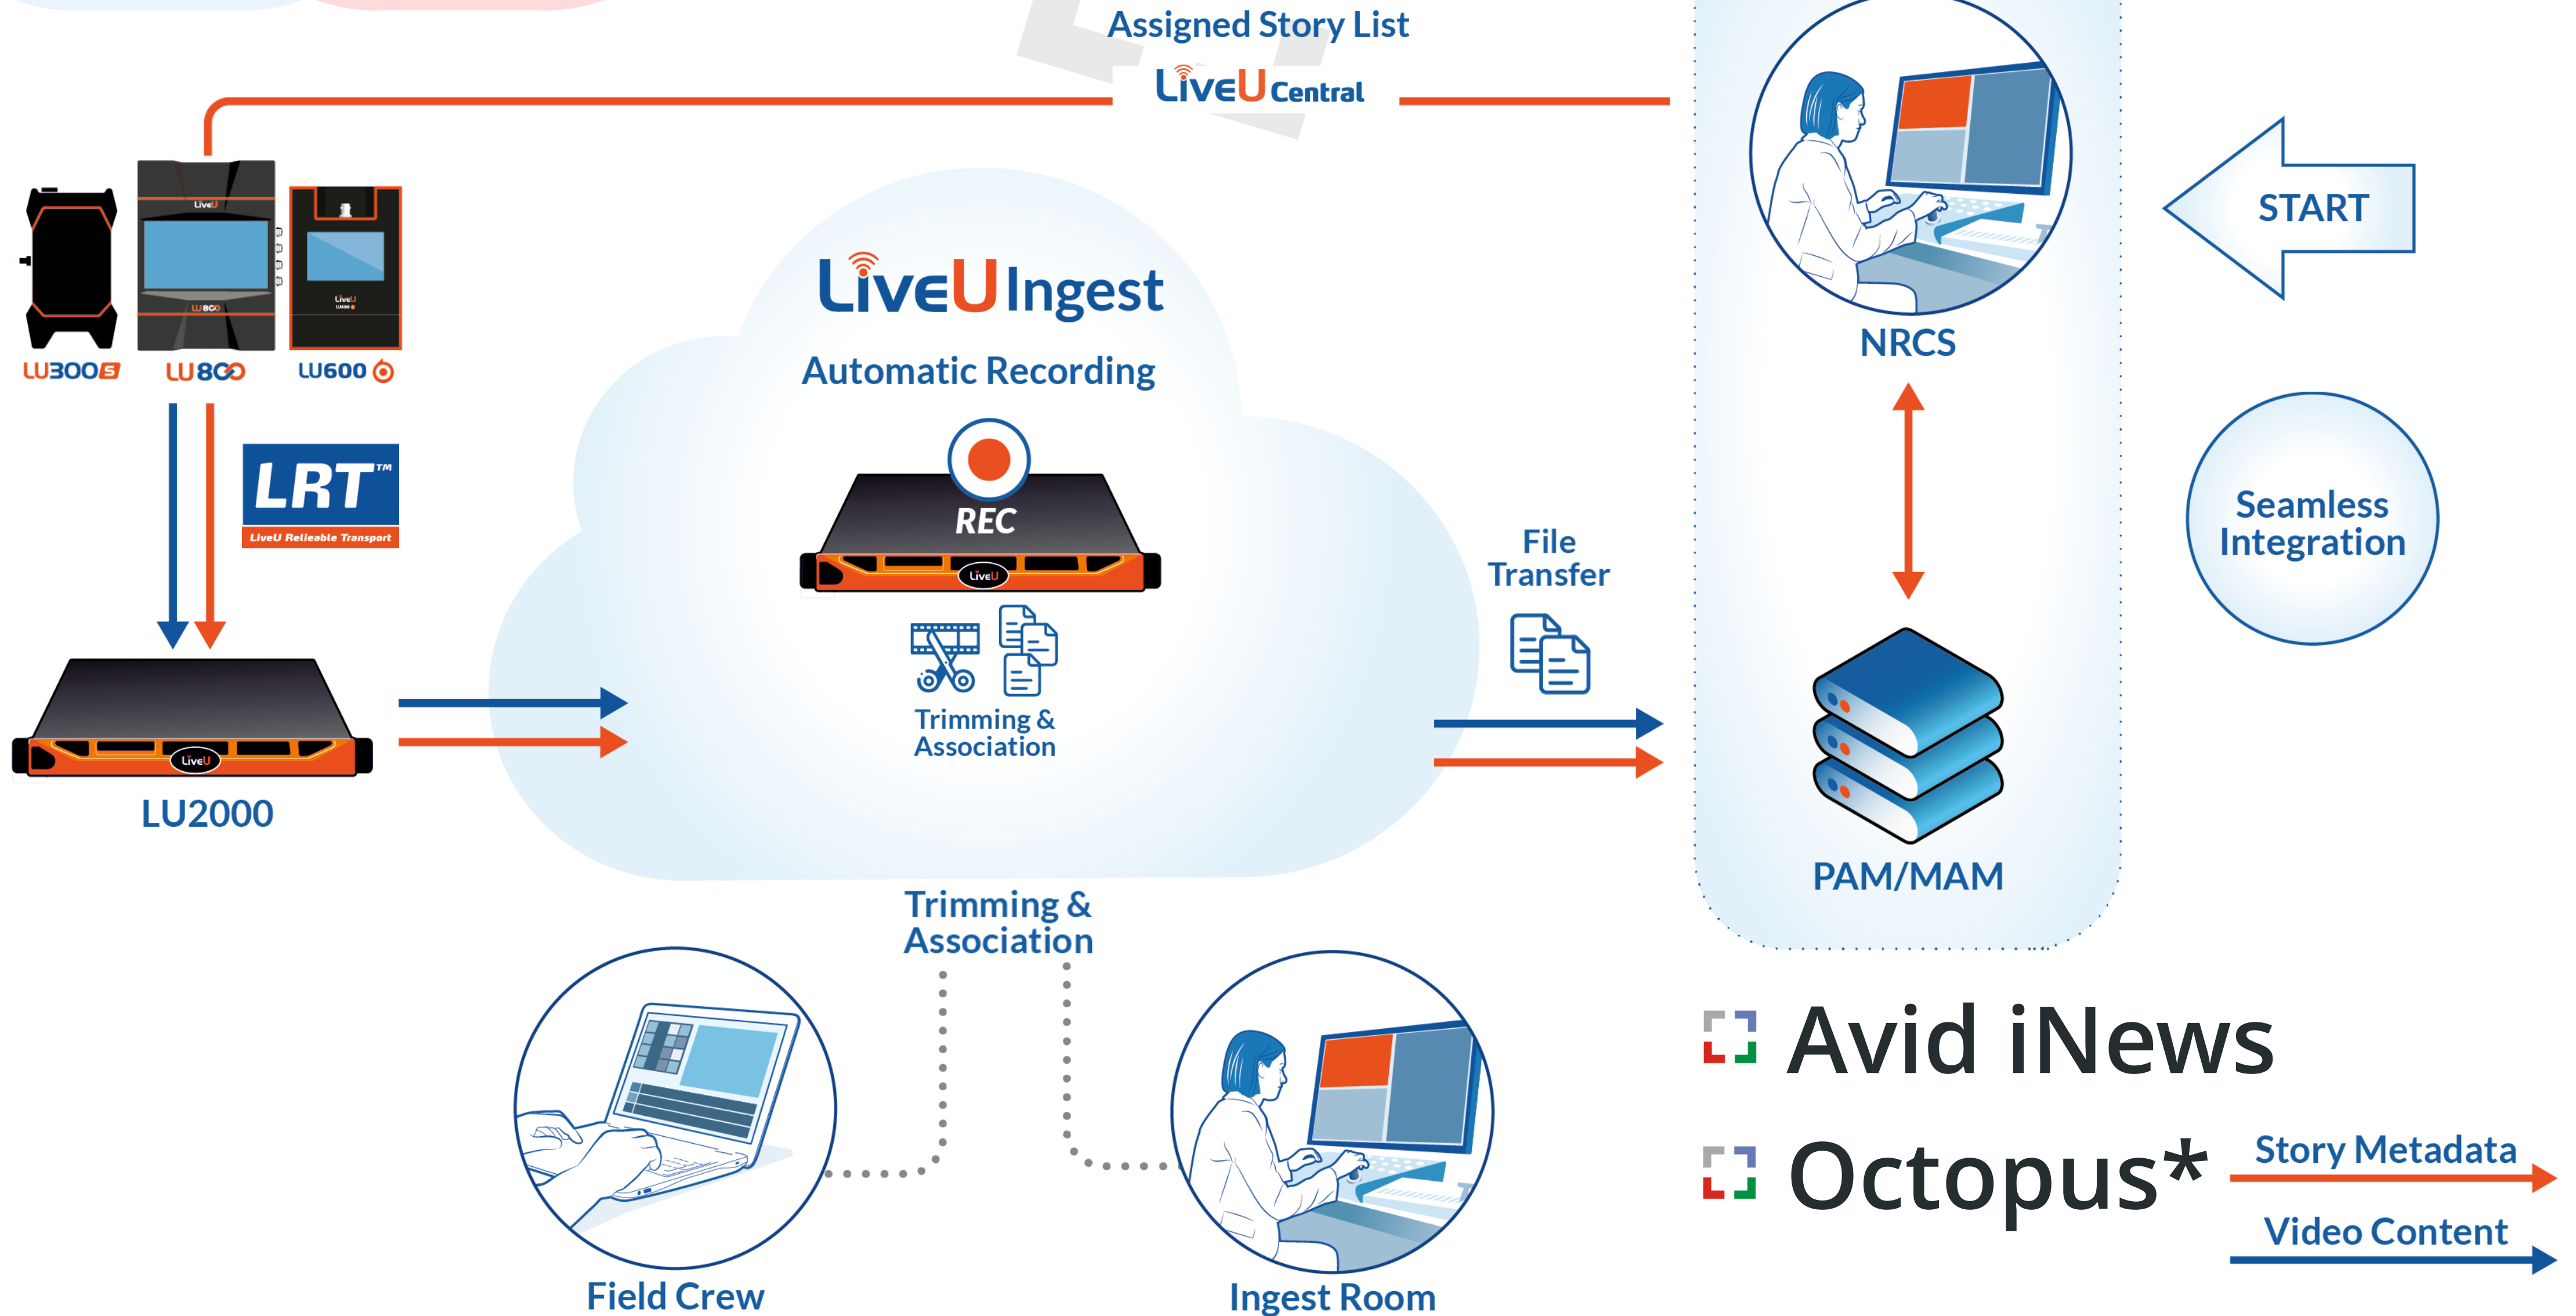 Assigned Story List
LiveU Central
START
NRCS
LiveU
LU800
LiveU
LU300S
LU800
LU600
LiveU Ingest
Automatic Recording
LRT™
LiveU Relieable Transport
REC
LiveU
File
Transfer
Seamless
Integration
Trimming &
Association
LiveU
LU2000
PAM/MAM
Trimming &
Association
Avid iNews
Octopus*
Story Metadata
Video Content
Field Crew
Ingest Room